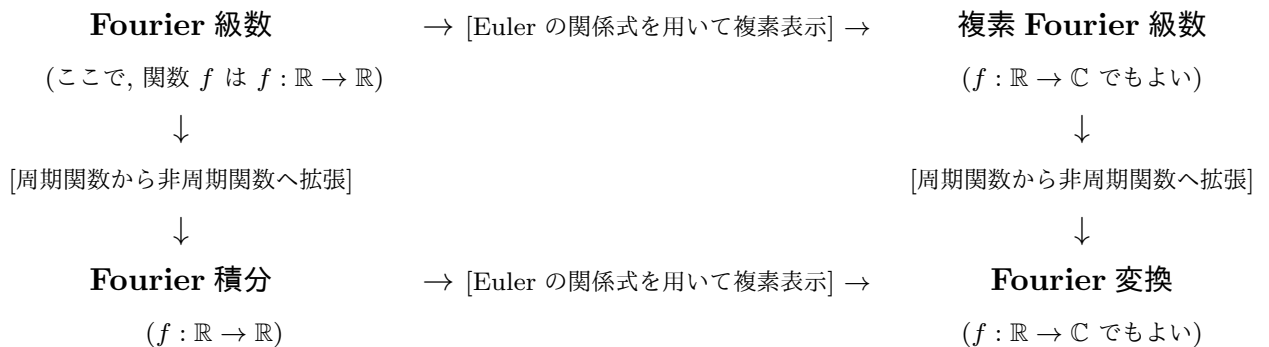 Fourier 級数 → [Euler の関係式を用いて複素表示] → 複素 Fourier 級数
(ここで, 関数 f は f : ℝ → ℝ) (f : ℝ → ℂ でもよい)
↓ ↓
[周期関数から非周期関数へ拡張] [周期関数から非周期関数へ拡張]
↓ ↓
Fourier 積分 → [Euler の関係式を用いて複素表示] → Fourier 変換
(f : ℝ → ℝ) (f : ℝ → ℂ でもよい)